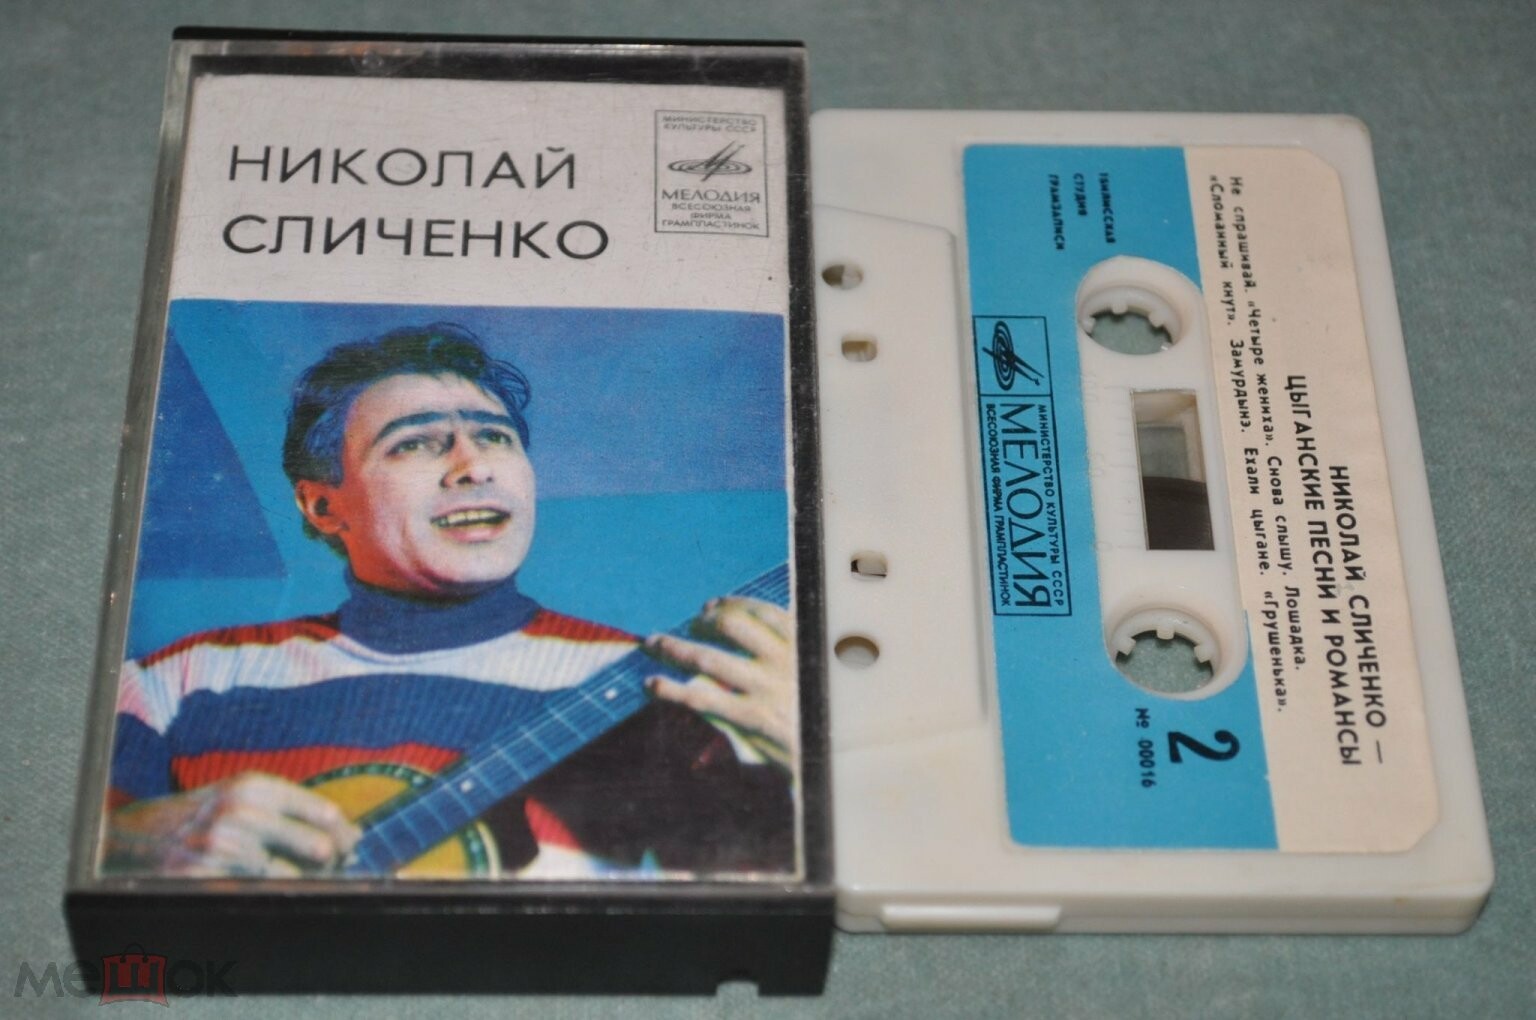 НИКОЛАЙ
СЛИЧЕНКО
МИНИСТЕРСТВО
КУЛЬТУРЫ СССР
МЕЛОДИЯ
ВСЕСОЮЗНАЯ
ФИРМА
ГРАМПЛАСТИНОК
НИКОЛАЙ СЛИЧЕНКО —
ЦЫГАНСКИЕ ПЕСНИ И РОМАНСЫ
Не спрашивай. «Четыре жениха». Снова слышу. Лошадка.
«Сломанный кнут». Замурдынэ. Ехали цыгане. «Грушенька».
2
№ 00016
ТБИЛИССКАЯ
СТУДИЯ
ГРАМЗАПИСИ
МИНИСТЕРСТВО КУЛЬТУРЫ СССР
МЕЛОДИЯ
ВСЕСОЮЗНАЯ ФИРМА ГРАМПЛАСТИНОК
мешок